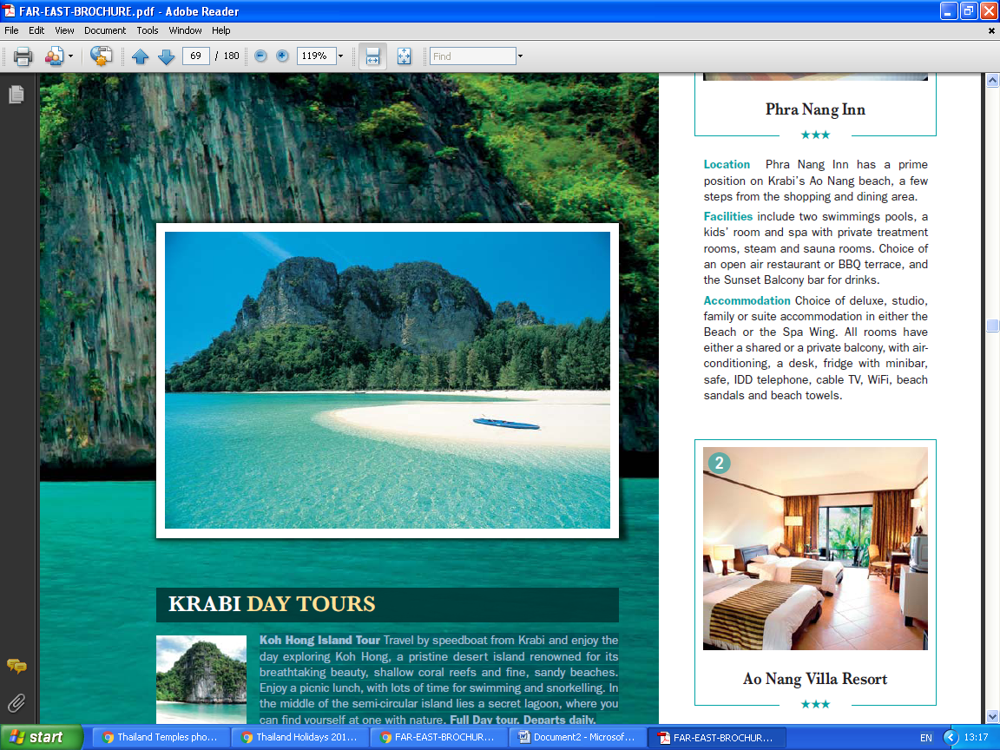 FAR-EAST-BROCHURE.pdf - Adobe Reader
File Edit View Document Tools Window Help
69 / 180 119% Find
Phra Nang Inn
★★★
Location Phra Nang Inn has a prime
position on Krabi's Ao Nang beach, a few
steps from the shopping and dining area.
Facilities include two swimmings pools, a
kids' room and spa with private treatment
rooms, steam and sauna rooms. Choice of
an open air restaurant or BBQ terrace, and
the Sunset Balcony bar for drinks.
Accommodation Choice of deluxe, studio,
family or suite accommodation in either the
Beach or the Spa Wing. All rooms have
either a shared or a private balcony, with air-
conditioning, a desk, fridge with minibar,
safe, IDD telephone, cable TV, WiFi, beach
sandals and beach towels.
2
Ao Nang Villa Resort
★★★
KRABI DAY TOURS
Koh Hong Island Tour Travel by speedboat from Krabi and enjoy the
day exploring Koh Hong, a pristine desert island renowned for its
breathtaking beauty, shallow coral reefs and fine, sandy beaches.
Enjoy a picnic lunch, with lots of time for swimming and snorkelling. In
the middle of the semi-circular island lies a secret lagoon, where you
can find yourself at one with nature. Full Day tour. Departs daily.
start Thailand Temples pho... Thailand Holidays 201... FAR-EAST-BROCHUR... Document2 - Microsof... FAR-EAST-BROCHUR... EN 13:17